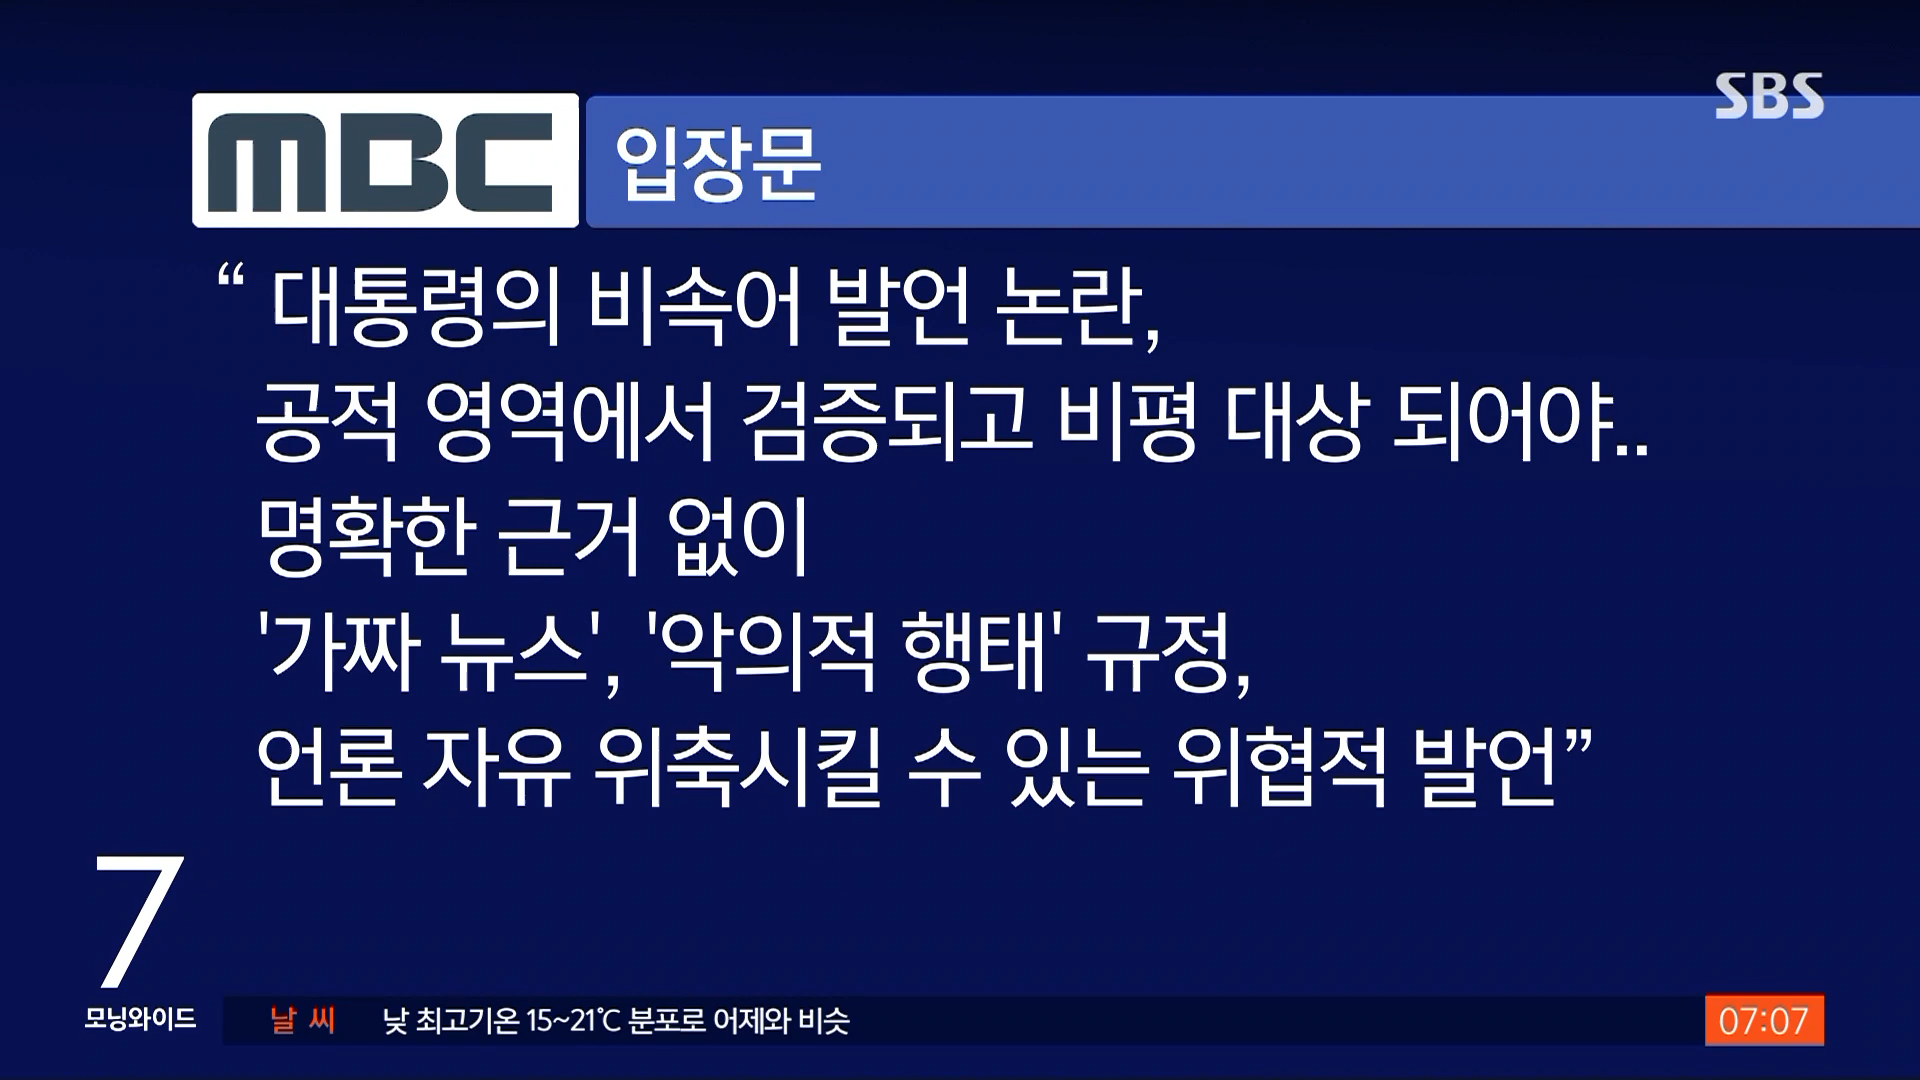 SBS
MBC 입장문
“ 대통령의 비속어 발언 논란,
공적 영역에서 검증되고 비평 대상 되어야..
명확한 근거 없이
'가짜 뉴스', '악의적 행태' 규정,
언론 자유 위축시킬 수 있는 위협적 발언”
7
모닝와이드
날 씨 낮 최고기온 15~21℃ 분포로 어제와 비슷
07:07